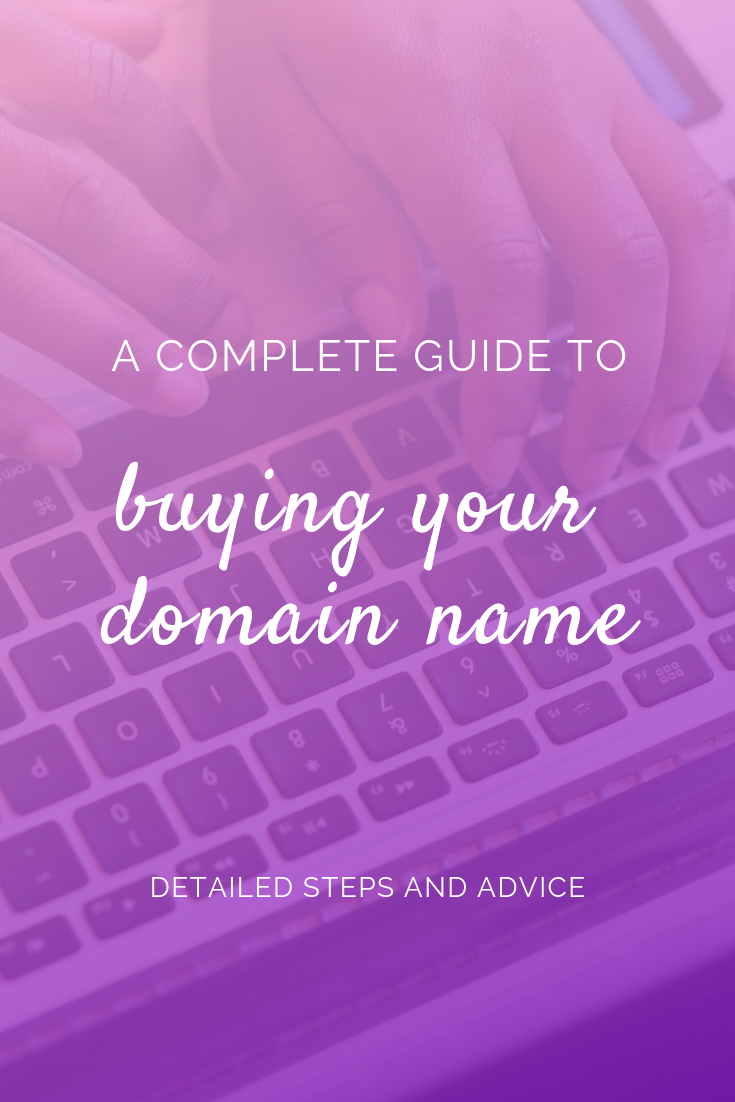 A COMPLETE GUIDE TO
buying your
domain name
DETAILED STEPS AND ADVICE